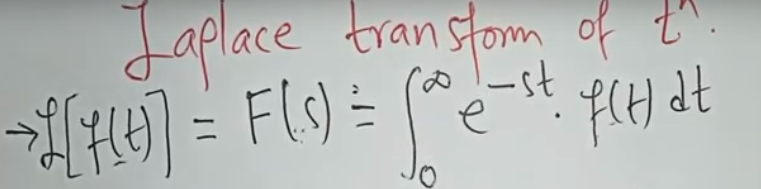 Laplace transform of tⁿ.
→ℒ[f(t)] = F(s) ≐ ∫₀^∞ e^{-st} · f(t) dt